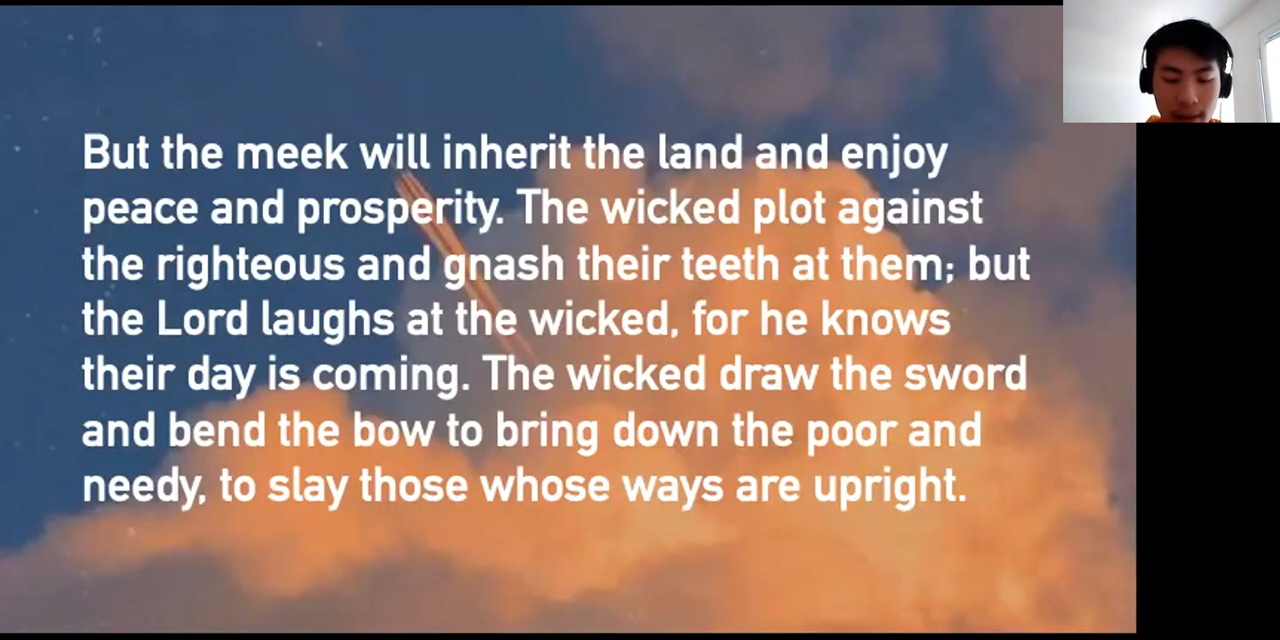 But the meek will inherit the land and enjoy
peace and prosperity. The wicked plot against
the righteous and gnash their teeth at them; but
the Lord laughs at the wicked, for he knows
their day is coming. The wicked draw the sword
and bend the bow to bring down the poor and
needy, to slay those whose ways are upright.